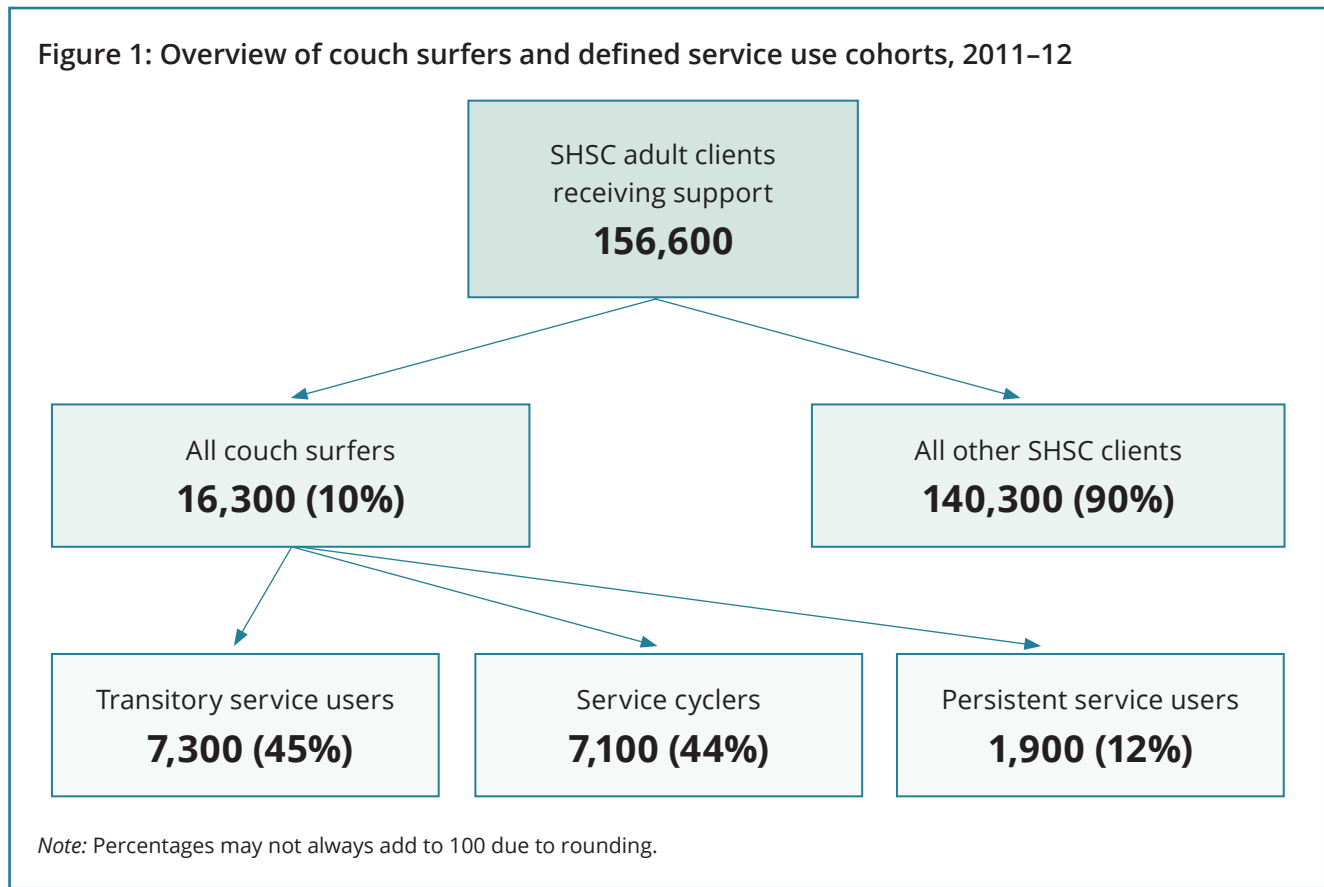 Figure 1: Overview of couch surfers and defined service use cohorts, 2011–12
SHSC adult clients
receiving support
156,600
All couch surfers
16,300 (10%)
All other SHSC clients
140,300 (90%)
Transitory service users
7,300 (45%)
Service cyclers
7,100 (44%)
Persistent service users
1,900 (12%)
Note: Percentages may not always add to 100 due to rounding.